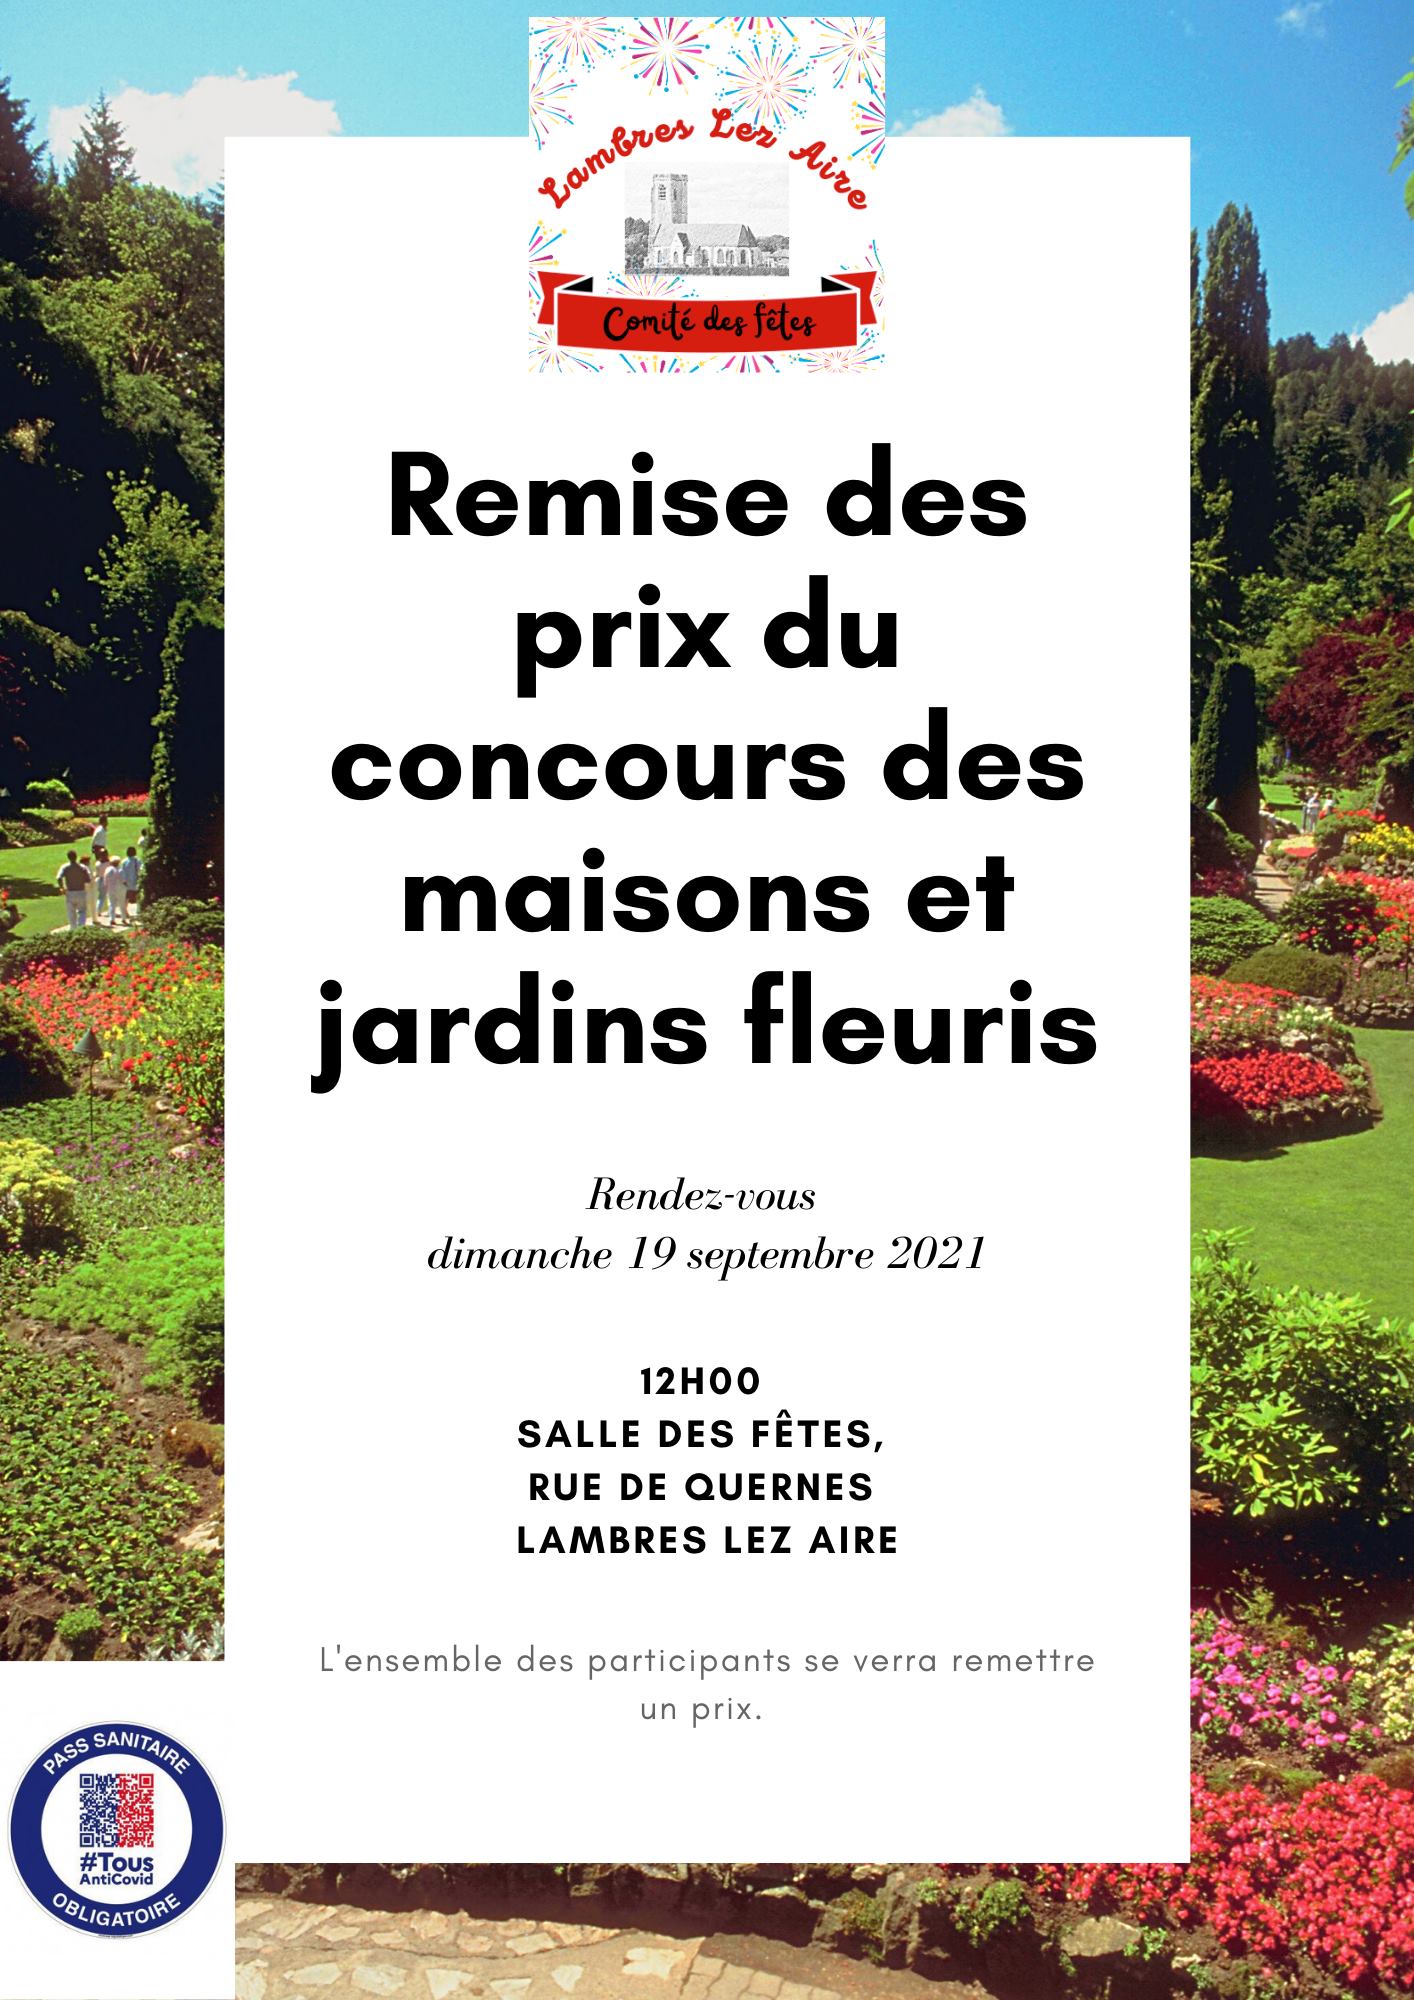 Lambres Lez Aire
Comité des fêtes
Remise des
prix du
concours des
maisons et
jardins fleuris
Rendez-vous
dimanche 19 septembre 2021
12H00
SALLE DES FÊTES,
RUE DE QUERNES
LAMBRES LEZ AIRE
L'ensemble des participants se verra remettre
un prix.
PASS SANITAIRE
#Tous
AntiCovid
OBLIGATOIRE